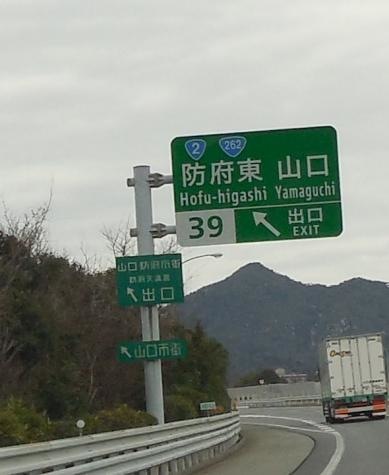 2 262
防府東 山口
Hofu-higashi Yamaguchi
39 出口
EXIT
山口防府市街
防府天満宮
出口
山口市街